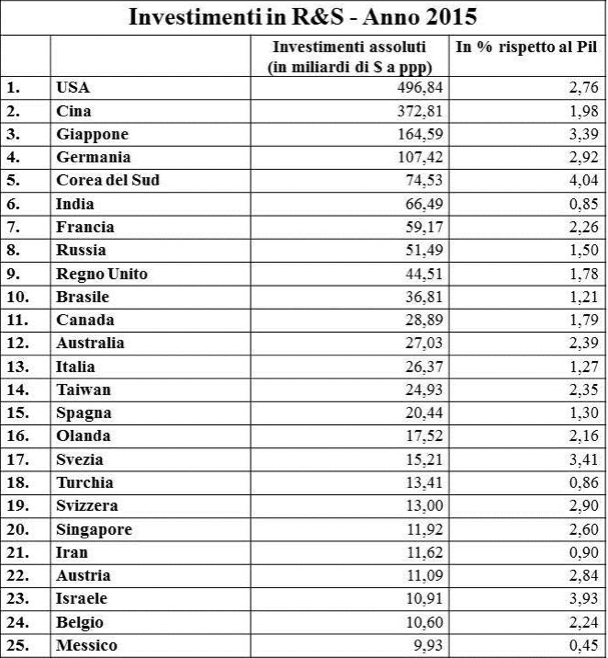 Investimenti in R&S - Anno 2015
Investimenti assoluti In % rispetto al Pil
(in miliardi di $ a ppp)
1. USA 496,84 2,76
2. Cina 372,81 1,98
3. Giappone 164,59 3,39
4. Germania 107,42 2,92
5. Corea del Sud 74,53 4,04
6. India 66,49 0,85
7. Francia 59,17 2,26
8. Russia 51,49 1,50
9. Regno Unito 44,51 1,78
10. Brasile 36,81 1,21
11. Canada 28,89 1,79
12. Australia 27,03 2,39
13. Italia 26,37 1,27
14. Taiwan 24,93 2,35
15. Spagna 20,44 1,30
16. Olanda 17,52 2,16
17. Svezia 15,21 3,41
18. Turchia 13,41 0,86
19. Svizzera 13,00 2,90
20. Singapore 11,92 2,60
21. Iran 11,62 0,90
22. Austria 11,09 2,84
23. Israele 10,91 3,93
24. Belgio 10,60 2,24
25. Messico 9,93 0,45